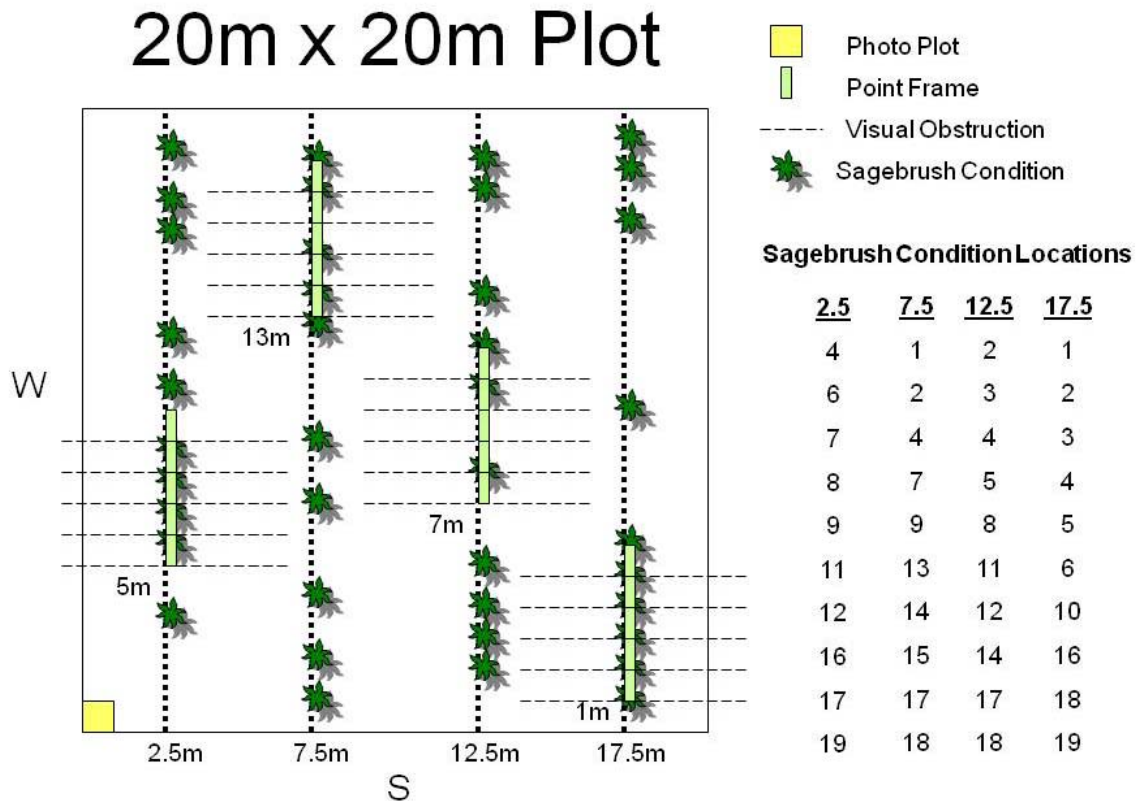 20m x 20m Plot
Photo Plot
Point Frame
Visual Obstruction
Sagebrush Condition
Sagebrush Condition Locations
2.5 7.5 12.5 17.5
4 1 2 1
6 2 3 2
7 4 4 3
8 7 5 4
9 9 8 5
11 13 11 6
12 14 12 10
16 15 14 16
17 17 17 18
19 18 18 19
13m
W
7m
5m
1m
2.5m 7.5m 12.5m 17.5m
S